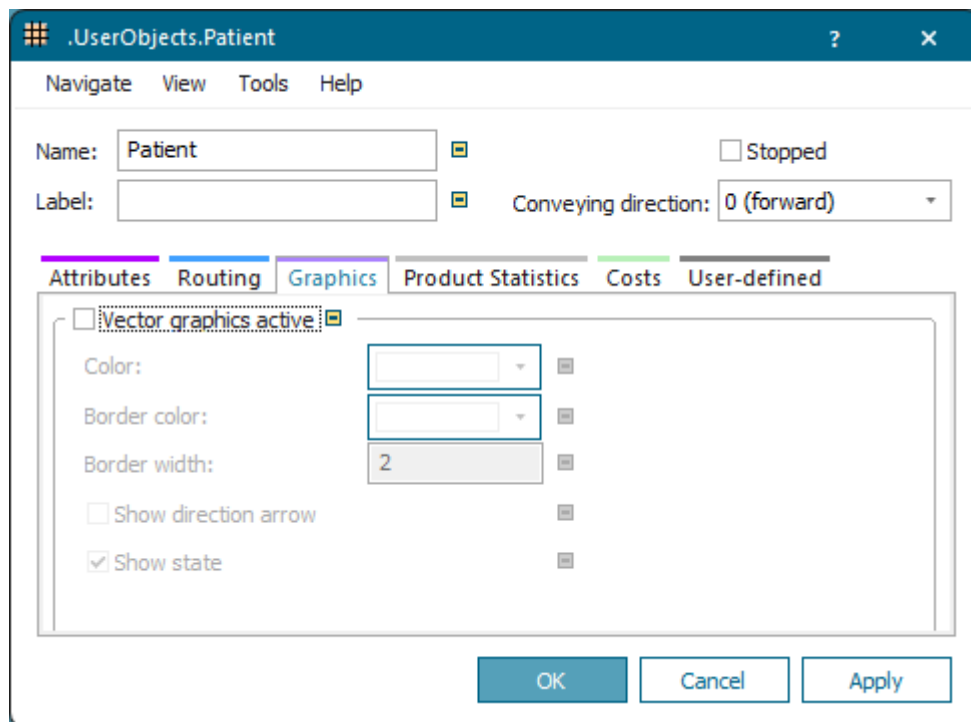 .UserObjects.Patient ? ×
Navigate View Tools Help
Name: Patient Stopped
Label: Conveying direction: 0 (forward)
Attributes Routing Graphics Product Statistics Costs User-defined
Vector graphics active
Color:
Border color:
Border width: 2
Show direction arrow
Show state
OK Cancel Apply